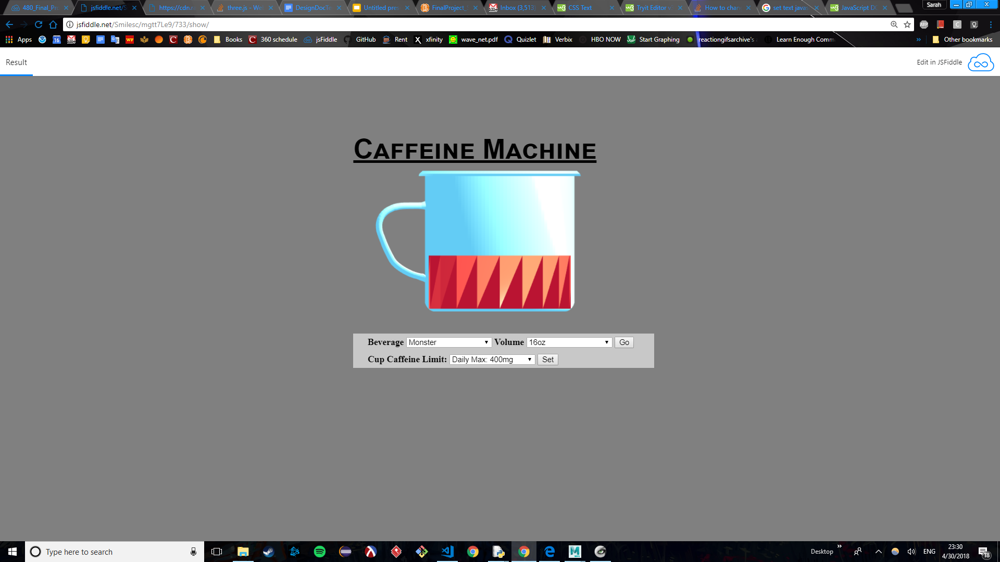 480_Final_Pr
jsfiddle.net/S
https://cdn.r
three.js - We
DesignDocTe
Untitled pres
FinalProject_
Inbox (3,513)
CSS Text
Tryit Editor v
How to chan
set text javas
JavaScript DO
Sarah
jsfiddle.net/Smilesc/mgtt7Le9/733/show/
Apps
Books
360 schedule
jsFiddle
GitHub
Rent
xfinity
wave_net.pdf
Quizlet
Verbix
HBO NOW
Start Graphing
reactiongifsarchive's
Learn Enough Comm
Other bookmarks
Result
Edit in JSFiddle
Caffeine Machine
Beverage Monster Volume 16oz Go
Cup Caffeine Limit: Daily Max: 400mg Set
Type here to search
Desktop
ENG
23:30
4/30/2018
18